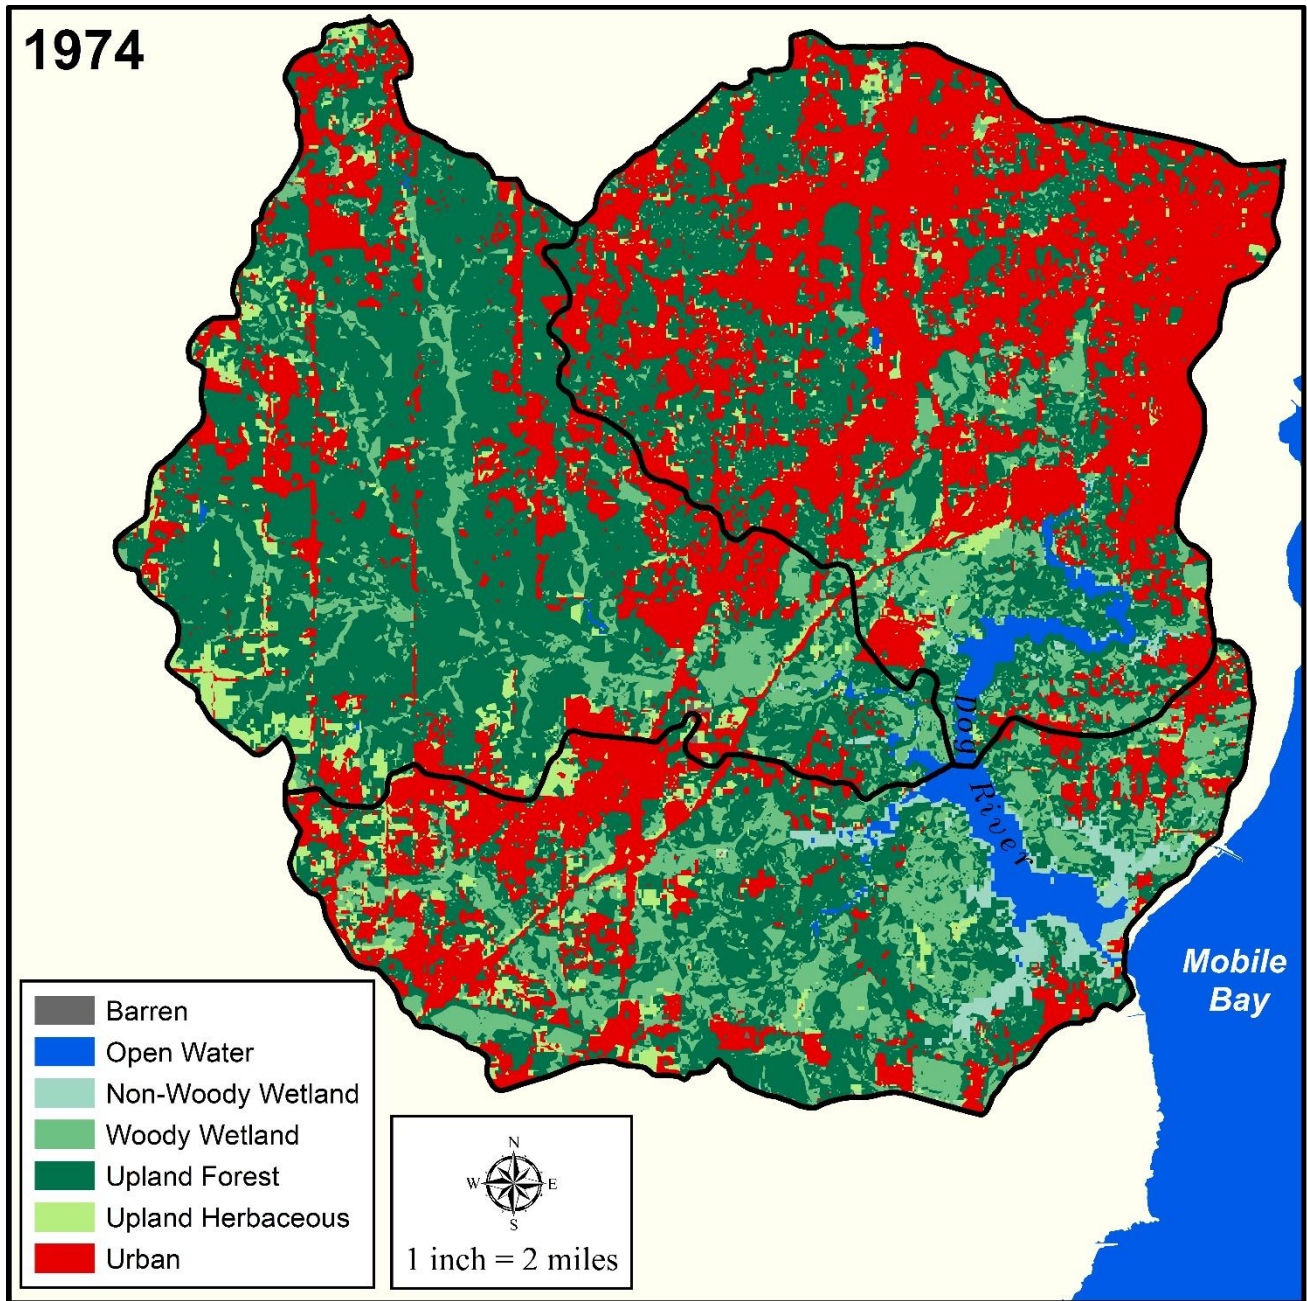 1974
Dog
River
Mobile
Bay
Barren
Open Water
Non-Woody Wetland
Woody Wetland
Upland Forest
Upland Herbaceous
Urban
N
W E
S
1 inch = 2 miles